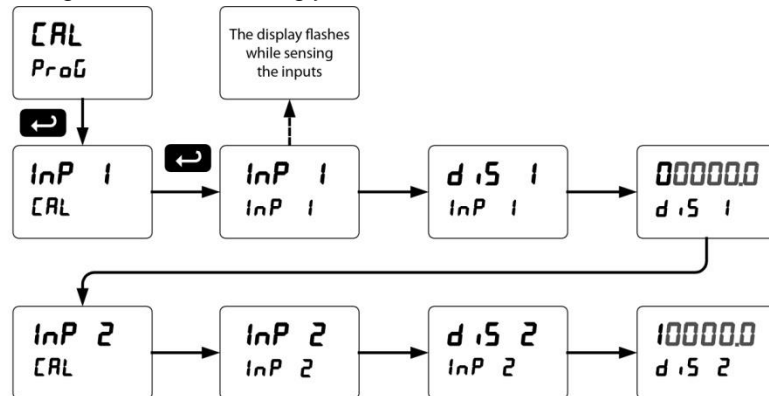 CAL
ProG
The display flashes
while sensing
the inputs
InP 1
CAL
InP 1
InP 1
diS 1
InP 1
00000.0
diS 1
InP 2
CAL
InP 2
InP 2
diS 2
InP 2
10000.0
diS 2